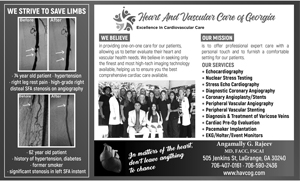 WE STRIVE TO SAVE LIMBS
Before
After
74 year old patient - hypertension
- right leg rest pain - high-grade right
distal SFA stenosis on angiography
Before
After
62 year old patient
history of hypertension, diabetes
- former smoker
significant stenosis in left SFA instent
Heart And Vascular Care of Georgia
Excellence in Cardiovascular Care
WE BELIEVE
in providing one-on-one care for our patients,
allowing us to better evaluate their heart and
vascular health needs. We believe in seeking only
the finest and most high-tech imaging technology
available, helping us to ensure you the best
comprehensive cardiac care available.
In matters of the heart,
don't leave anything
to chance
OUR MISSION
is to offer professional expert care with a
personal touch and to furnish a comfortable
setting for our patients.
OUR SERVICES:
• Echocardiography
• Nuclear Stress Testing
• Stress Echo Cardiography
• Diagnostic Coronary Angiography
• Coronary Angioplasty/Stents
• Peripheral Vascular Angiography
• Peripheral Vascular Stenting
• Diagnosis & Treatment of Varicose Veins
• Cardiac Pre-Op Evaluation
• Pacemaker Implantation
• EKG/Holter/Event Monitors
Anganally G. Rajeev
MD, FACC, FSCAI
505 Jenkins St, LaGrange, GA 30240
706-407-0161 · 706-590-2436
www.havcog.com